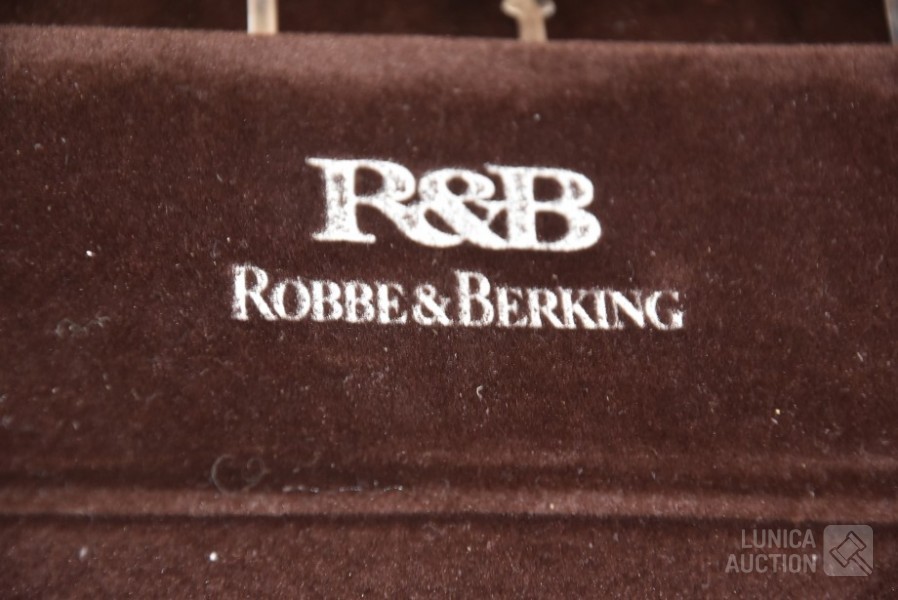 R&B
ROBBE & BERKING
LUNICA
AUCTION